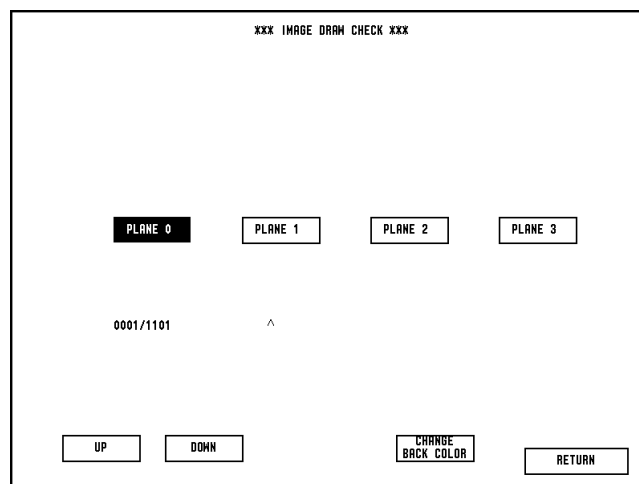 *** IMAGE DRAW CHECK ***
PLANE 0 PLANE 1 PLANE 2 PLANE 3
0001/1101 ^
UP DOWN CHANGE
BACK COLOR
RETURN